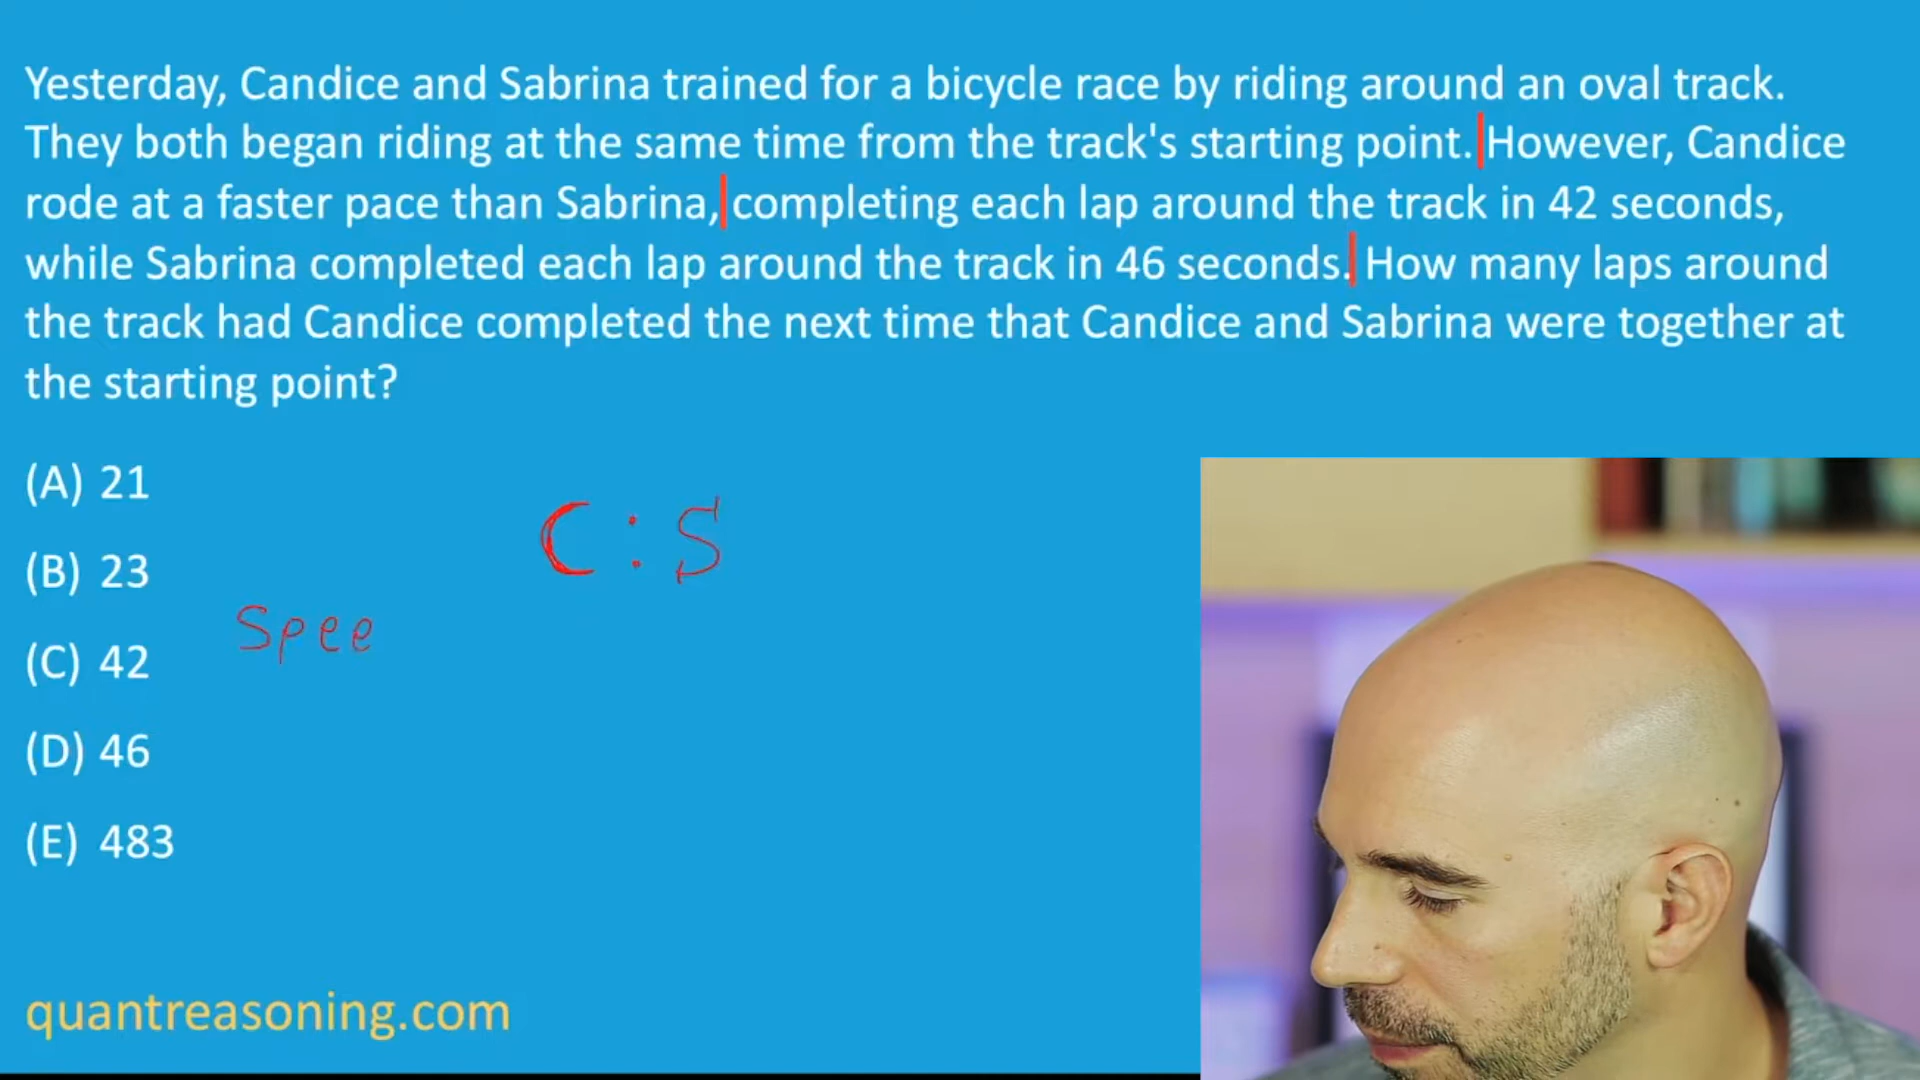 Yesterday, Candice and Sabrina trained for a bicycle race by riding around an oval track.
They both began riding at the same time from the track's starting point. However, Candice
rode at a faster pace than Sabrina, completing each lap around the track in 42 seconds,
while Sabrina completed each lap around the track in 46 seconds. How many laps around
the track had Candice completed the next time that Candice and Sabrina were together at
the starting point?
(A) 21
C : S
(B) 23
Spee
(C) 42
(D) 46
(E) 483
quantreasoning.com